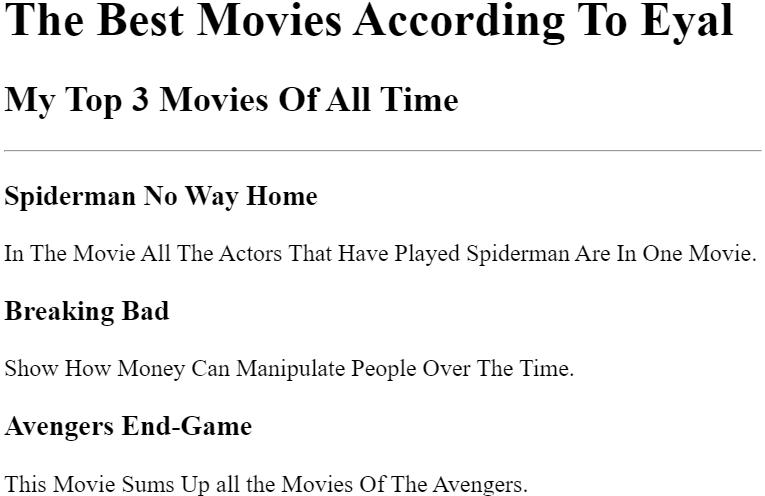 The Best Movies According To Eyal
My Top 3 Movies Of All Time
Spiderman No Way Home
In The Movie All The Actors That Have Played Spiderman Are In One Movie.
Breaking Bad
Show How Money Can Manipulate People Over The Time.
Avengers End-Game
This Movie Sums Up all the Movies Of The Avengers.